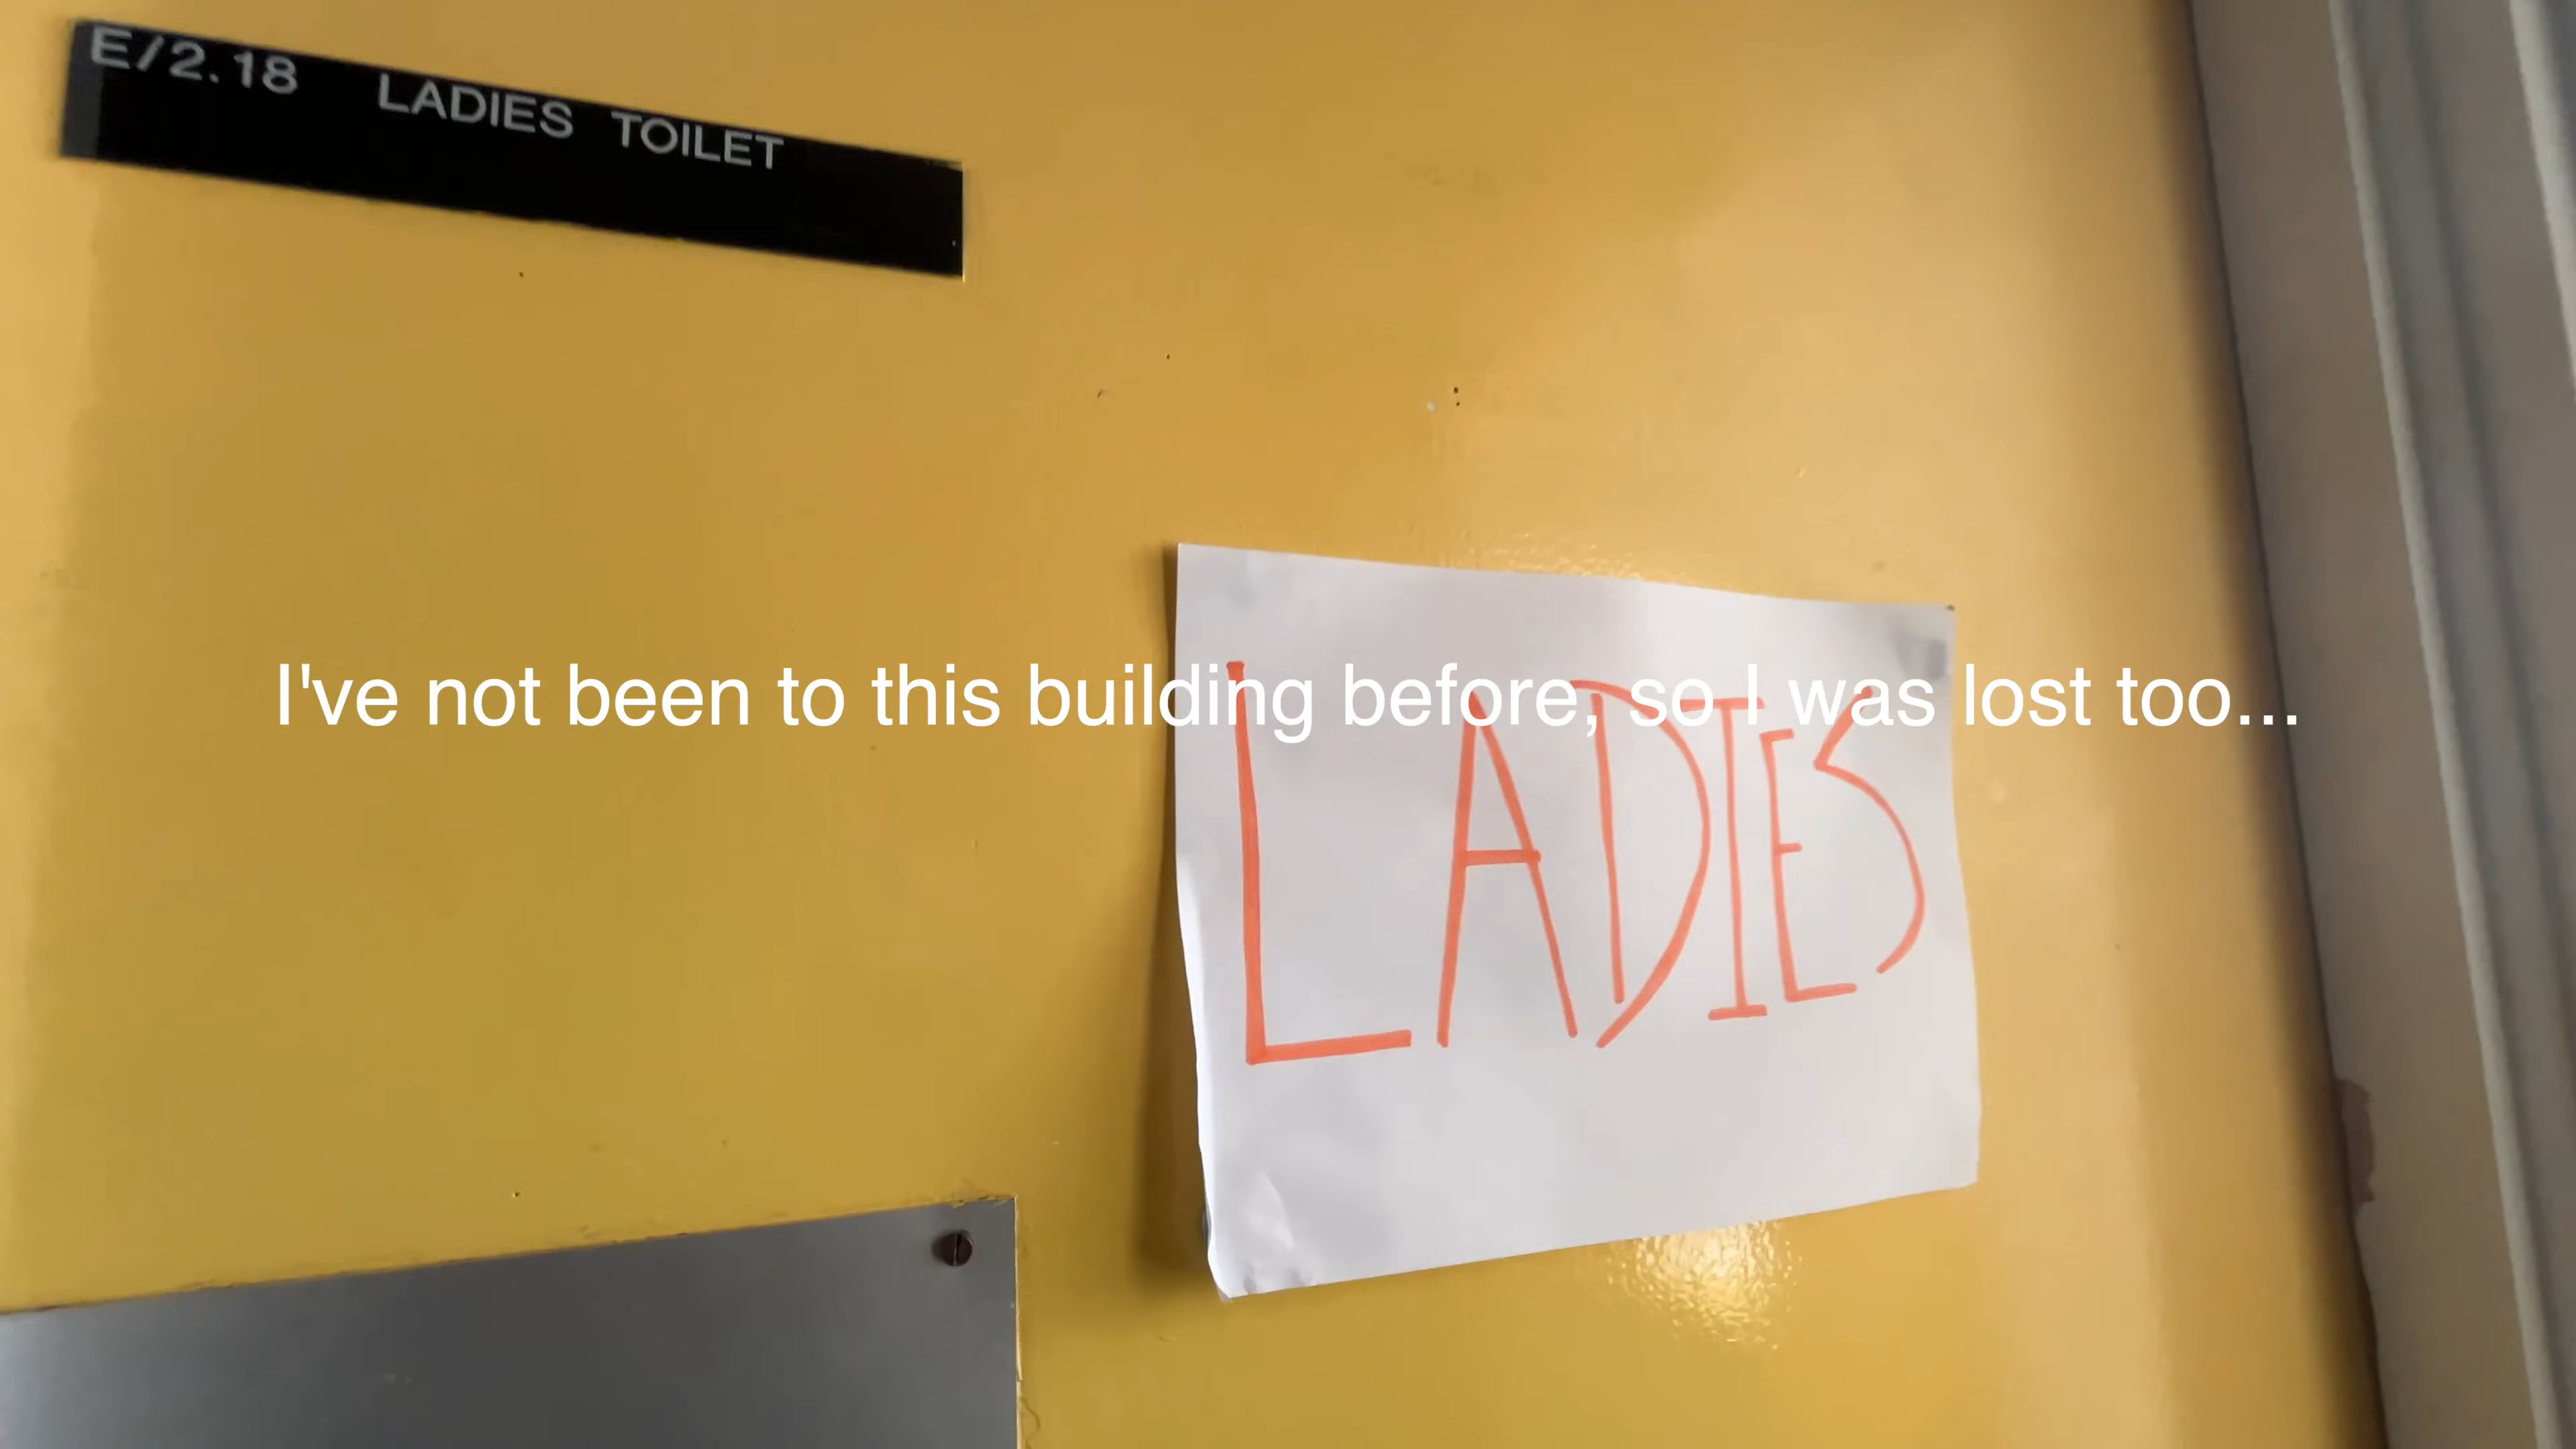 E/2.18 LADIES TOILET
I've not been to this building before, so I was lost too...
LADIES